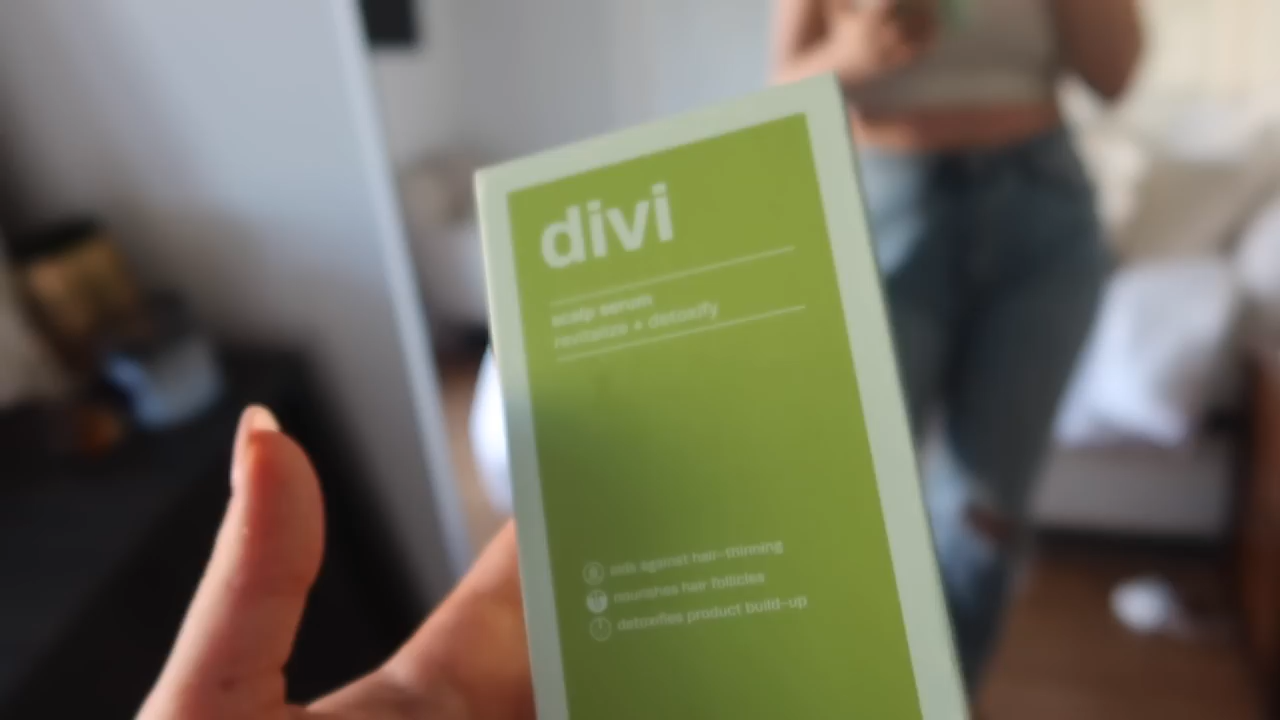 divi
scalp serum
revitalize + detoxify
aids against hair-thinning
nourishes hair follicles
detoxifies product build-up